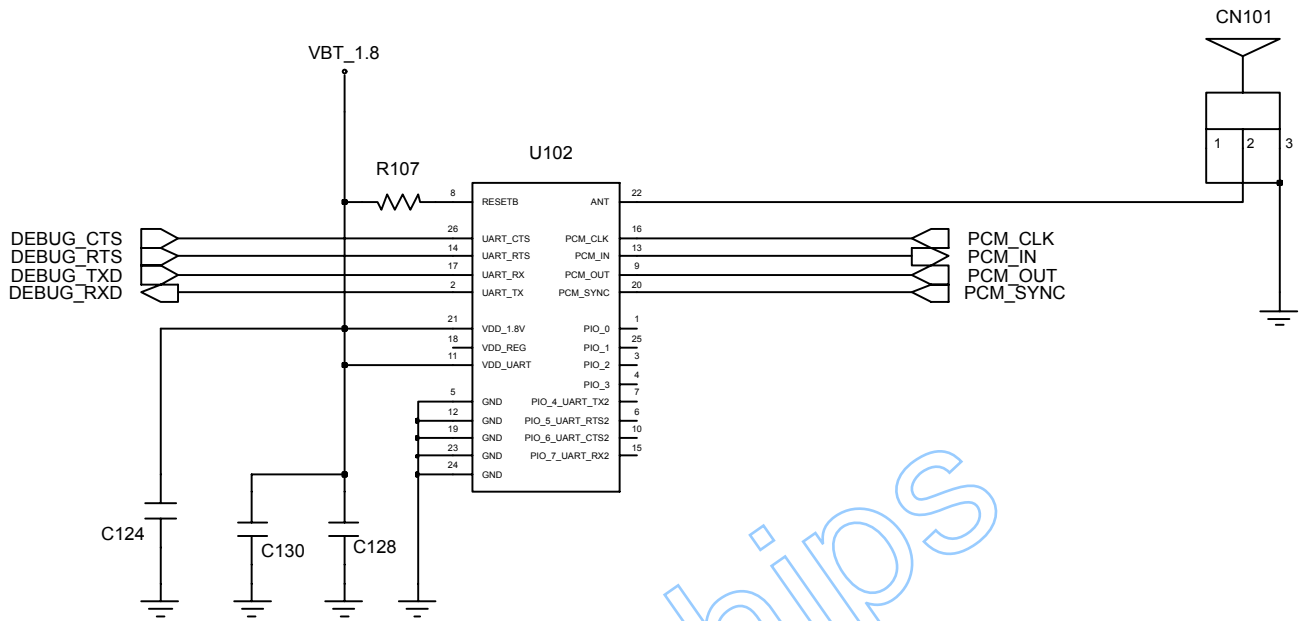 CN101
VBT_1.8
1 2 3
U102
R107
8 RESETB ANT 22
DEBUG_CTS 26 UART_CTS PCM_CLK 16 PCM_CLK
DEBUG_RTS 14 UART_RTS PCM_IN 13 PCM_IN
DEBUG_TXD 17 UART_RX PCM_OUT 9 PCM_OUT
DEBUG_RXD 2 UART_TX PCM_SYNC 20 PCM_SYNC
21 VDD_1.8V PIO_0 1
18 VDD_REG PIO_1 25
11 VDD_UART PIO_2 3
PIO_3 4
5 GND PIO_4_UART_TX2 7
12 GND PIO_5_UART_RTS2 6
19 GND PIO_6_UART_CTS2 10
23 GND PIO_7_UART_RX2 15
24 GND
C124
C130
C128
hips